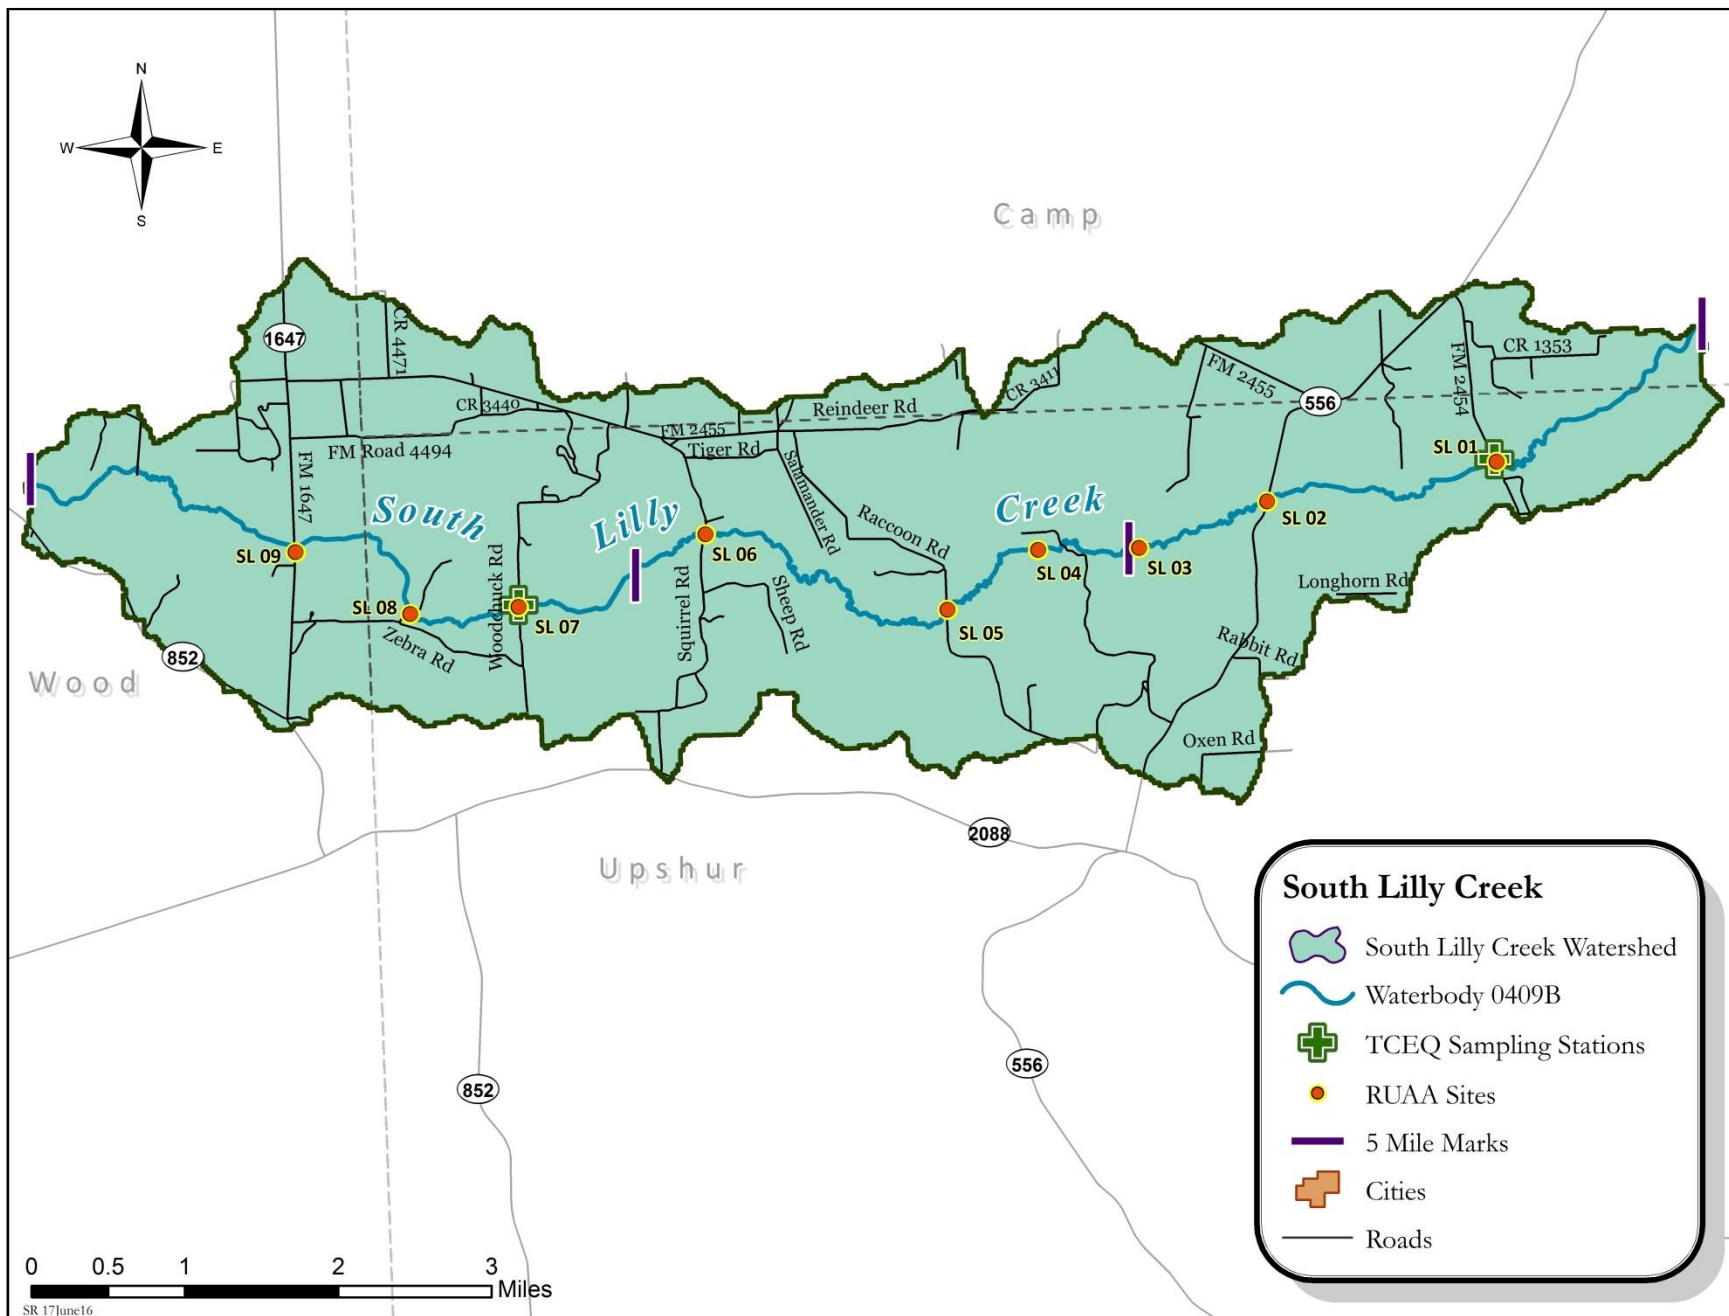 N
W
E
S
Camp
1647
CR 4471
CR 3440
FM 2455
Reindeer Rd
CR 3411
FM 2455
556
FM 2454
CR 1353
FM Road 4494
Tiger Rd
FM 1647
South
Lilly
Creek
Salamander Rd
Raccoon Rd
SL 01
SL 02
SL 03
SL 04
SL 05
SL 06
SL 07
SL 08
SL 09
Woodchuck Rd
Squirrel Rd
Sheep Rd
Zebra Rd
Longhorn Rd
Rabbit Rd
Oxen Rd
852
Wood
Upshur
2088
556
852
South Lilly Creek
South Lilly Creek Watershed
Waterbody 0409B
TCEQ Sampling Stations
RUAA Sites
5 Mile Marks
Cities
Roads
0 0.5 1 2 3
Miles
SR 17June16